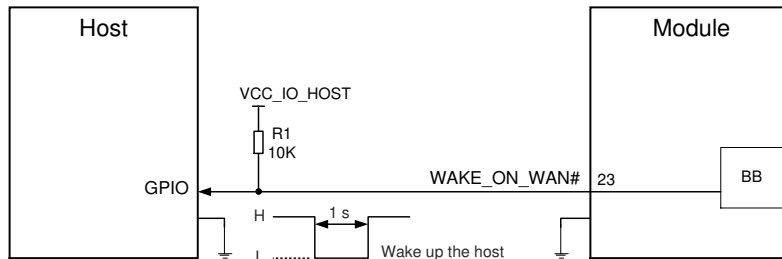 Host
Module
VCC_IO_HOST
R1
10K
GPIO
WAKE_ON_WAN#
23
BB
H
1 s
L
Wake up the host